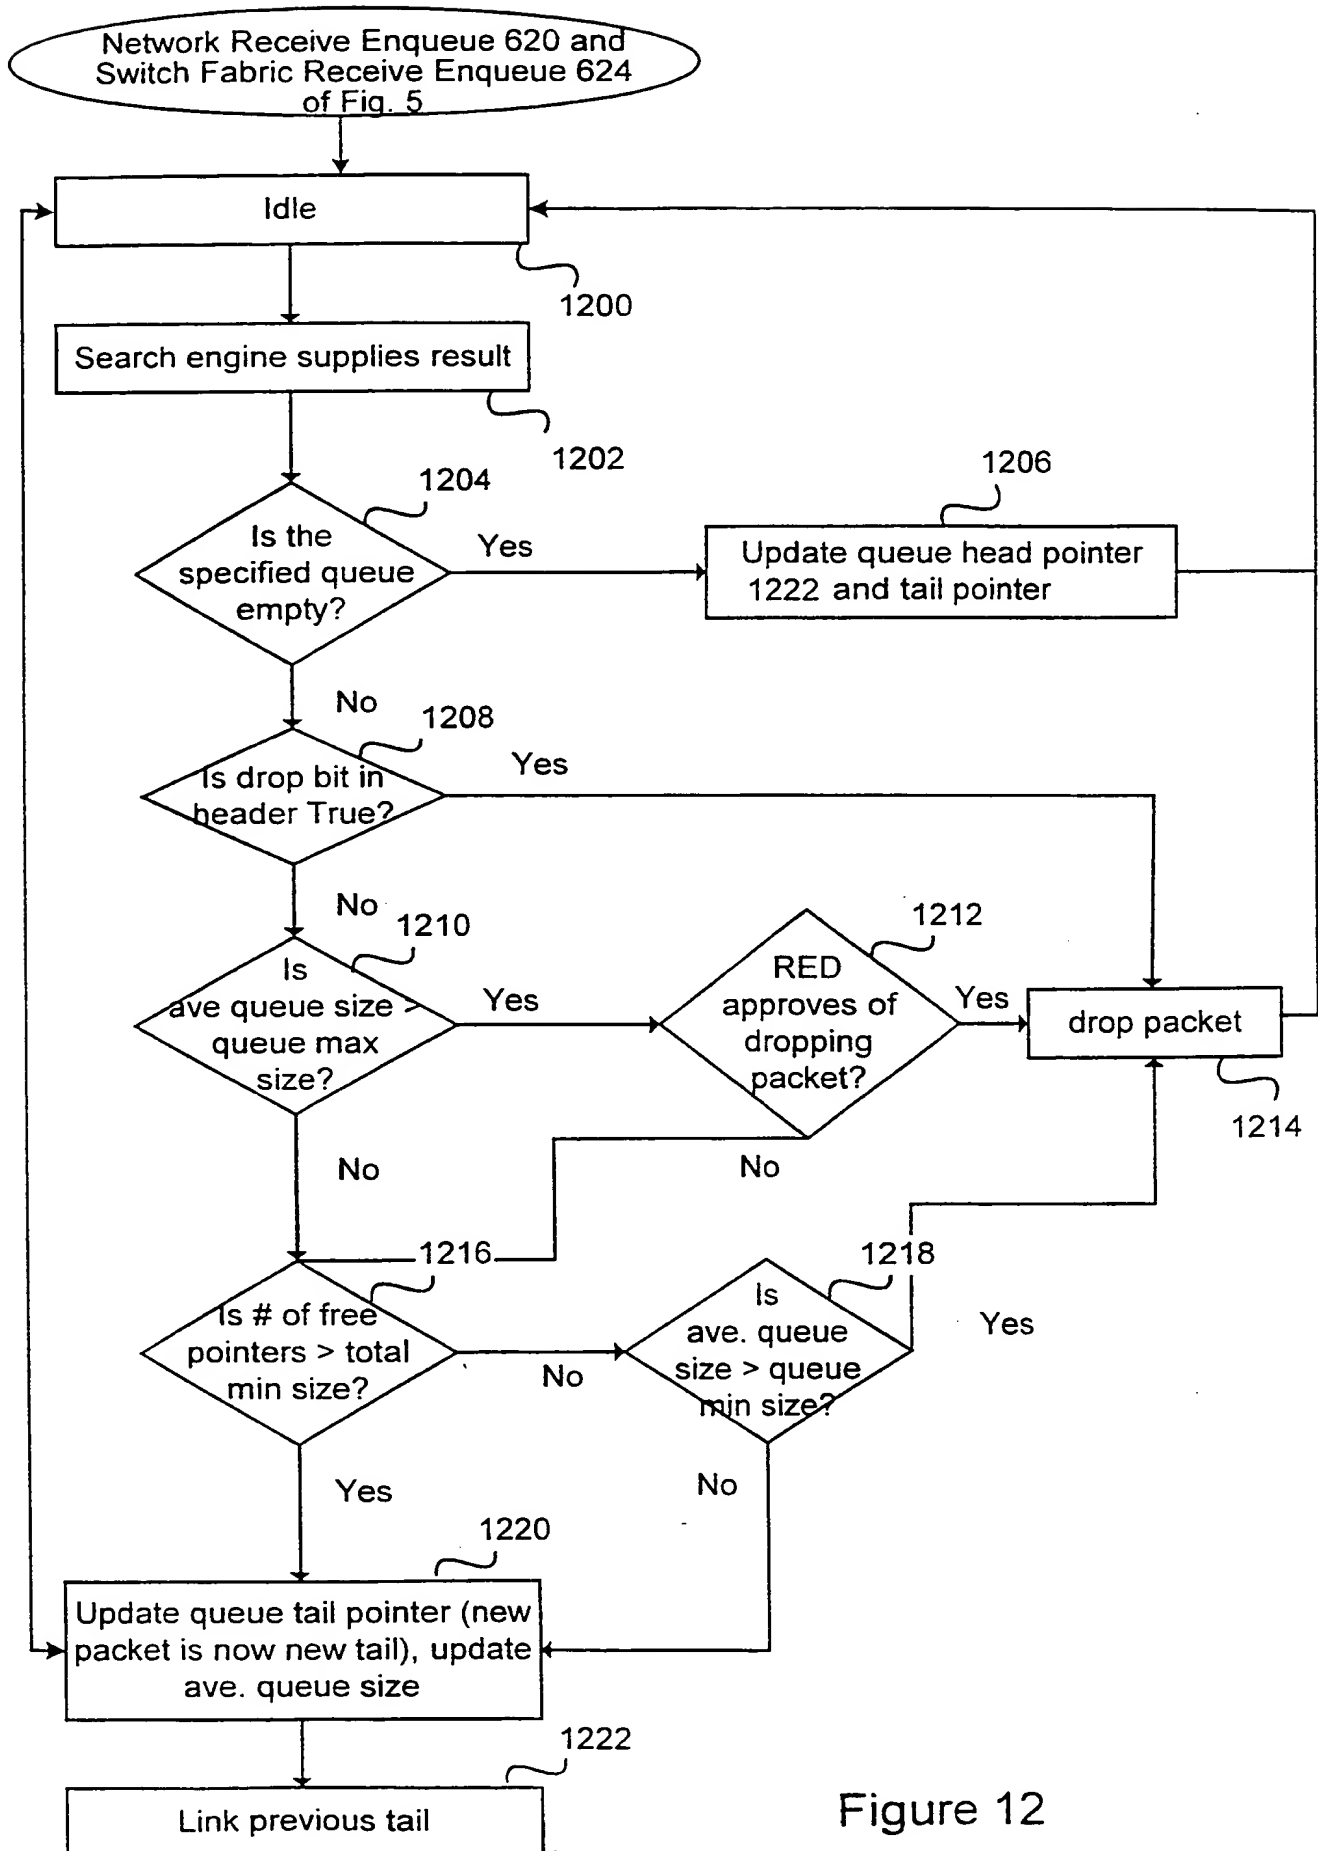 Network Receive Enqueue 620 and
Switch Fabric Receive Enqueue 624
of Fig. 5
Idle
1200
Search engine supplies result
1202
1204
Is the
specified queue
empty?
Yes
1206
Update queue head pointer
1222 and tail pointer
No
1208
Is drop bit in
header True?
Yes
No
1210
Is
ave queue size >
queue max
size?
Yes
1212
RED
approves of
dropping
packet?
Yes
drop packet
1214
No
No
1216
Is # of free
pointers > total
min size?
No
1218
Is
ave. queue
size > queue
min size?
Yes
Yes
No
1220
Update queue tail pointer (new
packet is now new tail), update
ave. queue size
1222
Link previous tail
Figure 12